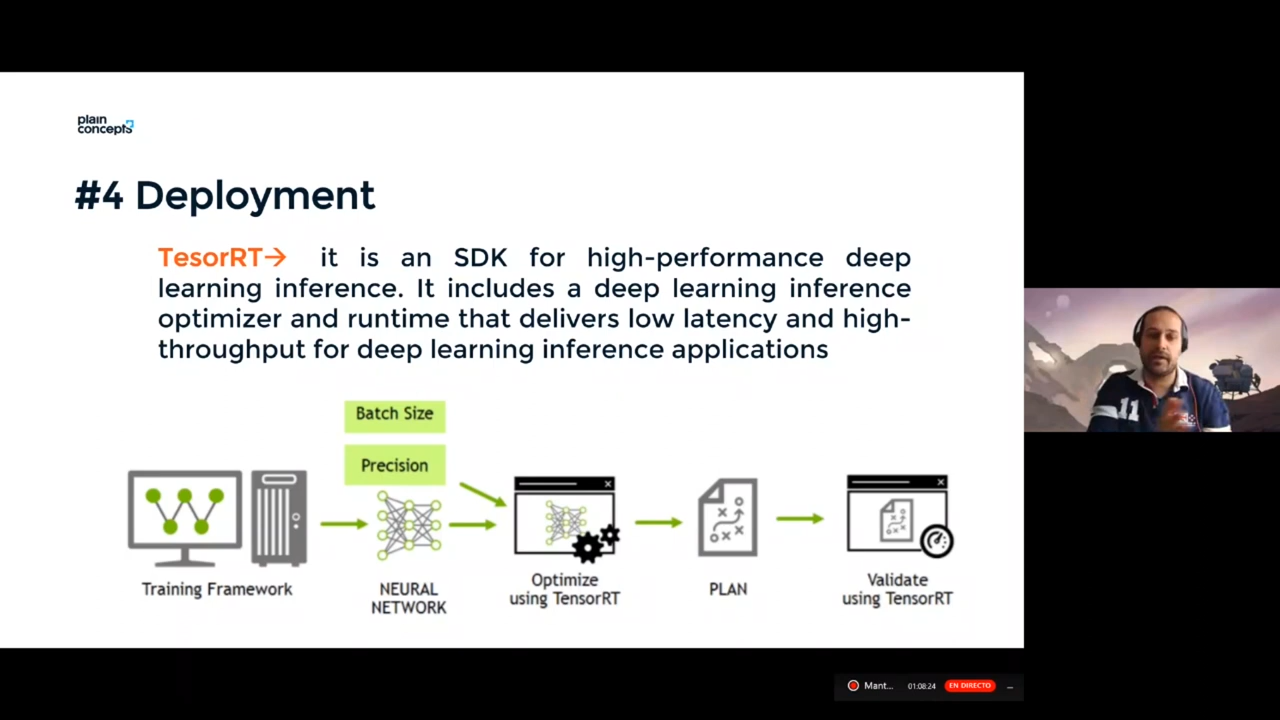 plain
concepts
#4 Deployment
TesorRT→ it is an SDK for high-performance deep
learning inference. It includes a deep learning inference
optimizer and runtime that delivers low latency and high-
throughput for deep learning inference applications
Batch Size
Precision
Training Framework
NEURAL
NETWORK
Optimize
using TensorRT
PLAN
Validate
using TensorRT
11
Mant... 01:08:24 EN DIRECTO ...